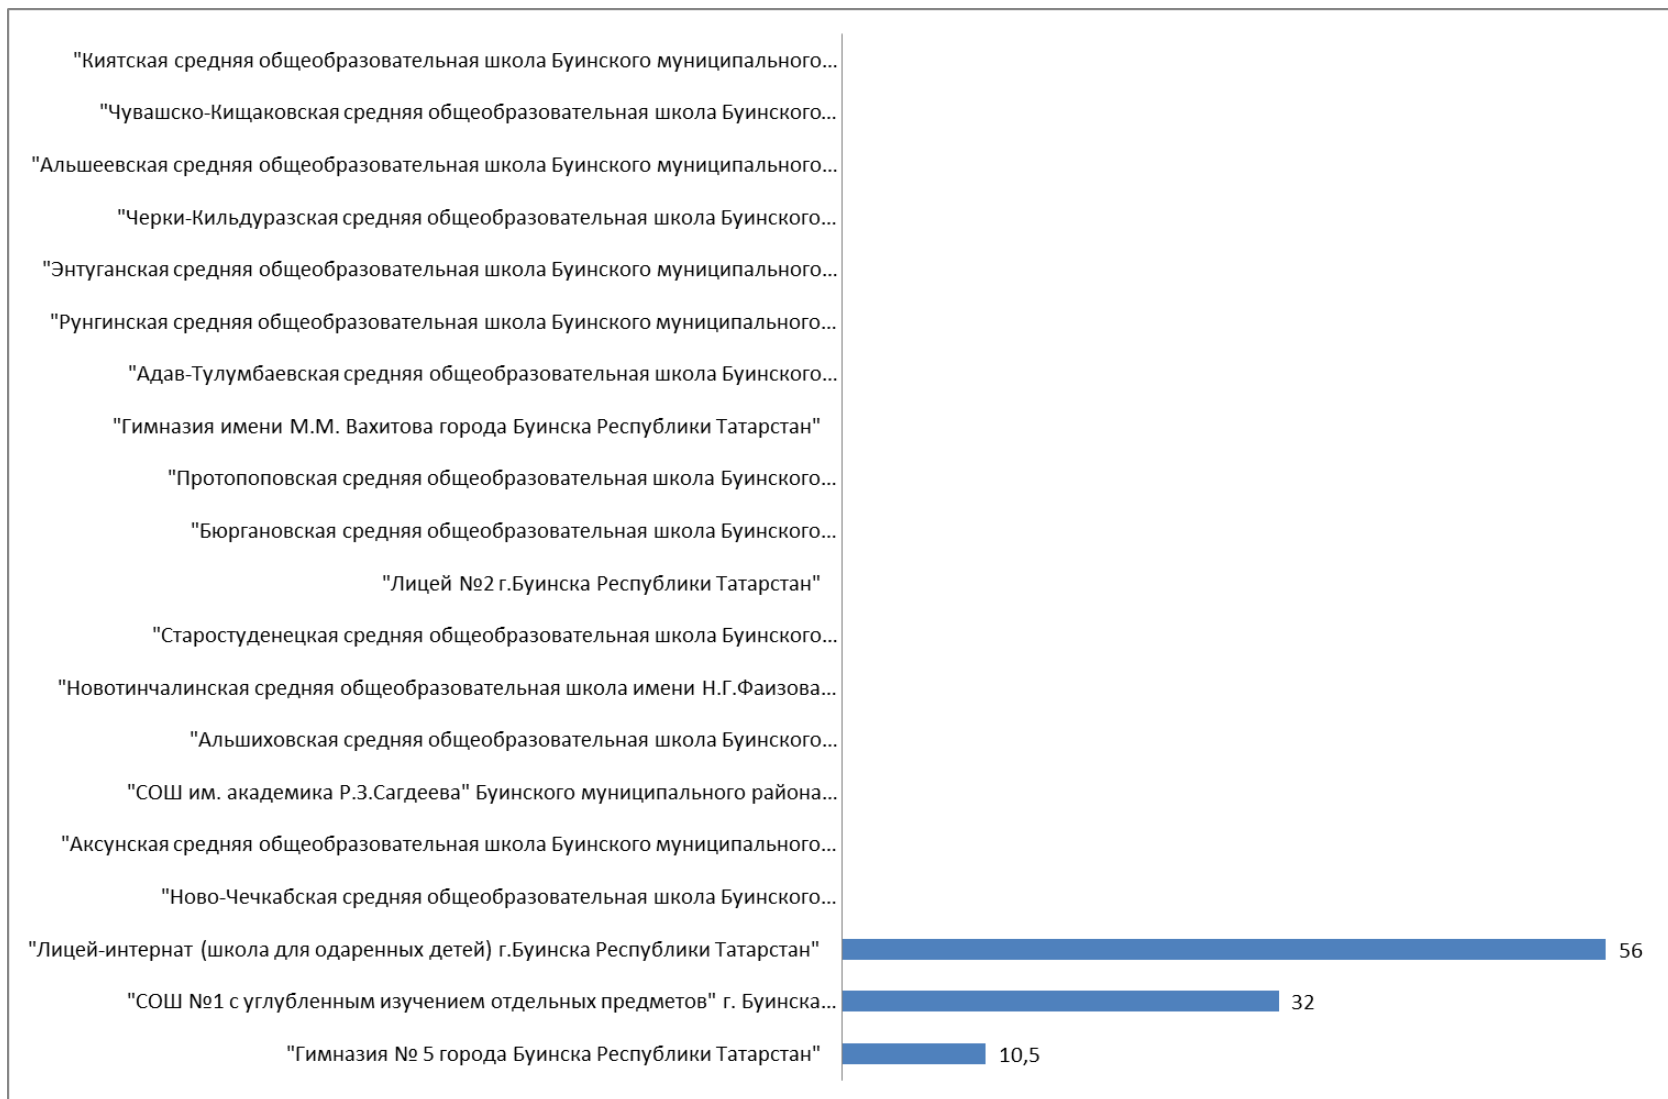 "Киятская средняя общеобразовательная школа Буинского муниципального...
"Чувашско-Кищаковская средняя общеобразовательная школа Буинского...
"Альшеевская средняя общеобразовательная школа Буинского муниципального...
"Черки-Кильдуразская средняя общеобразовательная школа Буинского...
"Энтуганская средняя общеобразовательная школа Буинского муниципального...
"Рунгинская средняя общеобразовательная школа Буинского муниципального...
"Адав-Тулумбаевская средняя общеобразовательная школа Буинского...
"Гимназия имени М.М. Вахитова города Буинска Республики Татарстан"
"Протопоповская средняя общеобразовательная школа Буинского...
"Бюргановская средняя общеобразовательная школа Буинского...
"Лицей №2 г.Буинска Республики Татарстан"
"Старостуденецкая средняя общеобразовательная школа Буинского...
"Новотинчалинская средняя общеобразовательная школа имени Н.Г.Фаизова...
"Альшиховская средняя общеобразовательная школа Буинского...
"СОШ им. академика Р.З.Сагдеева" Буинского муниципального района...
"Аксунская средняя общеобразовательная школа Буинского муниципального...
"Ново-Чечкабская средняя общеобразовательная школа Буинского...
"Лицей-интернат (школа для одаренных детей) г.Буинска Республики Татарстан" 56
"СОШ №1 с углубленным изучением отдельных предметов" г. Буинска... 32
"Гимназия № 5 города Буинска Республики Татарстан" 10,5